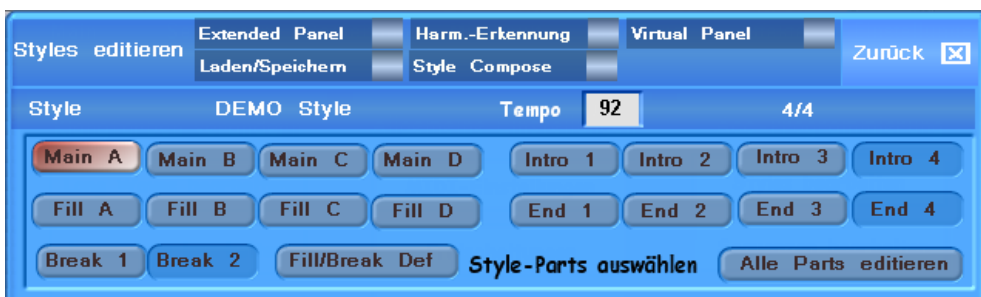 Styles editieren
Extended Panel
Harm.-Erkennung
Virtual Panel
Laden/Speichern
Style Compose
Zurück
Style DEMO Style Tempo 92 4/4
Main A Main B Main C Main D Intro 1 Intro 2 Intro 3 Intro 4
Fill A Fill B Fill C Fill D End 1 End 2 End 3 End 4
Break 1 Break 2 Fill/Break Def Style-Parts auswählen Alle Parts editieren